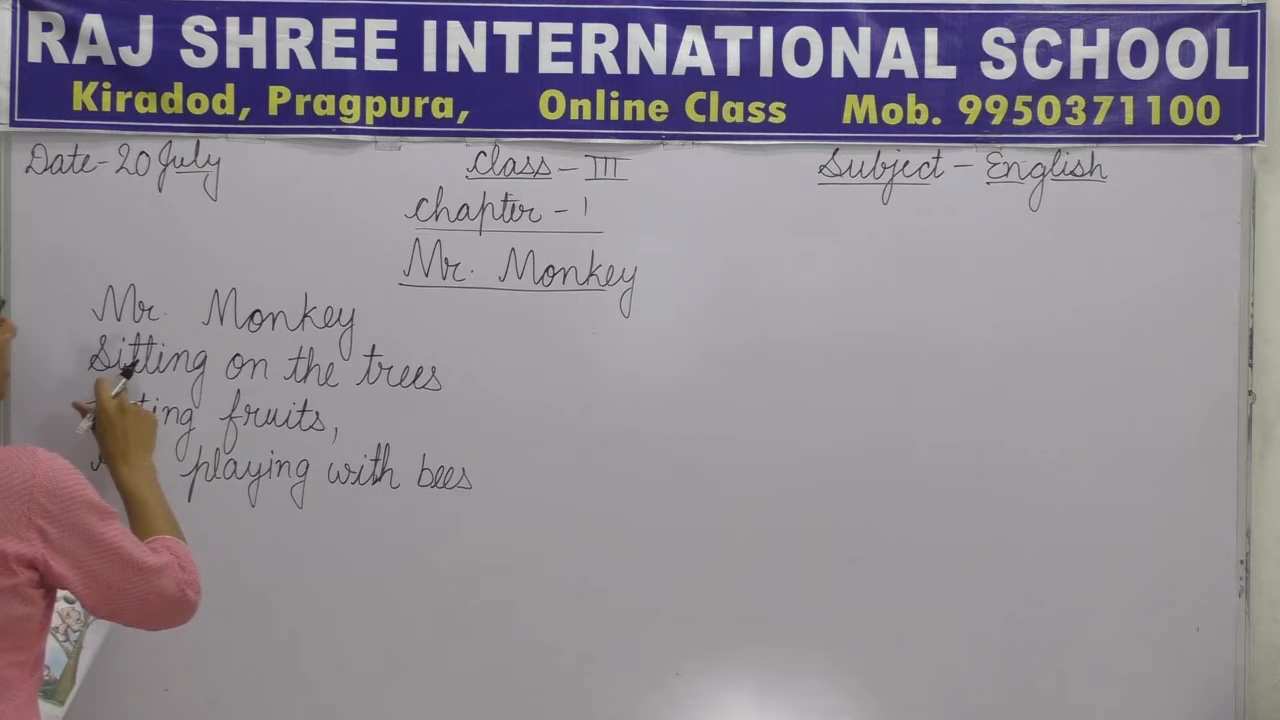 RAJ SHREE INTERNATIONAL SCHOOL
Kiradod, Pragpura, Online Class Mob. 9950371100
Date-20 July Class-III Subject-English
Chapter-1
Mr. Monkey
Mr. Monkey
Sitting on the trees
fruits,
playing with bees